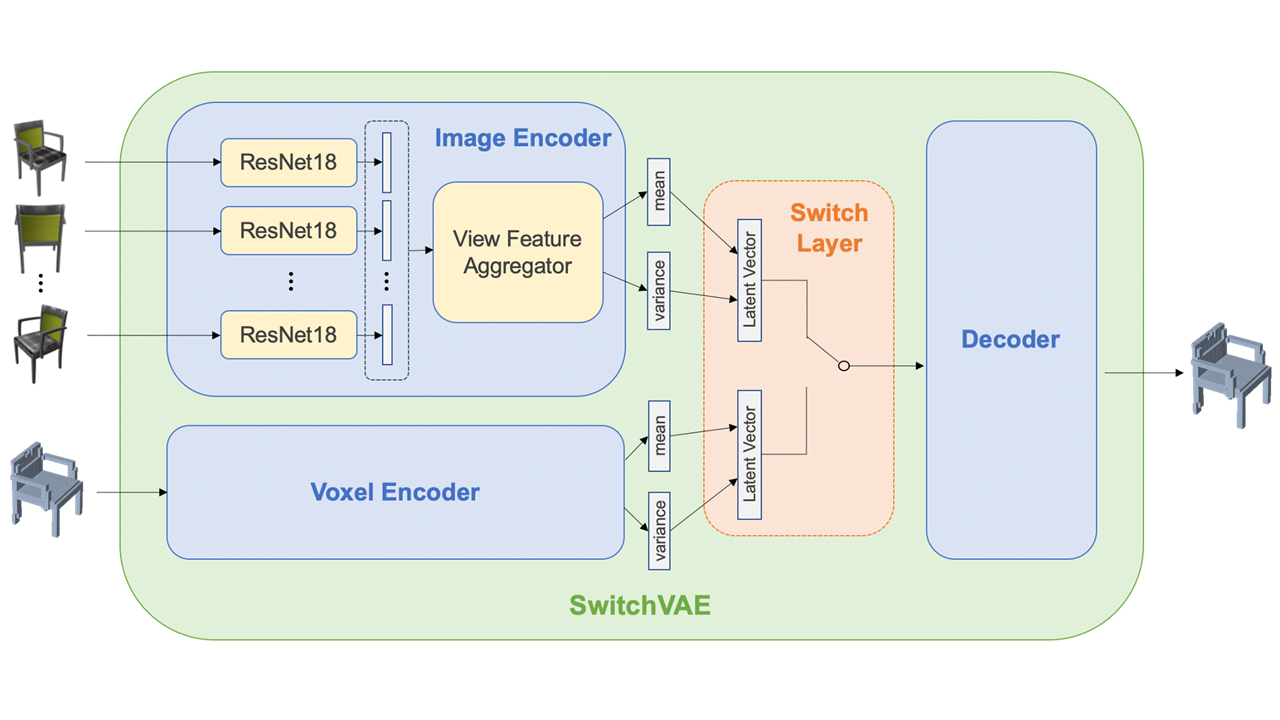 Image Encoder
ResNet18
ResNet18
ResNet18
View Feature
Aggregator
mean
variance
Switch
Layer
Latent Vector
Decoder
Voxel Encoder
mean
variance
Latent Vector
SwitchVAE